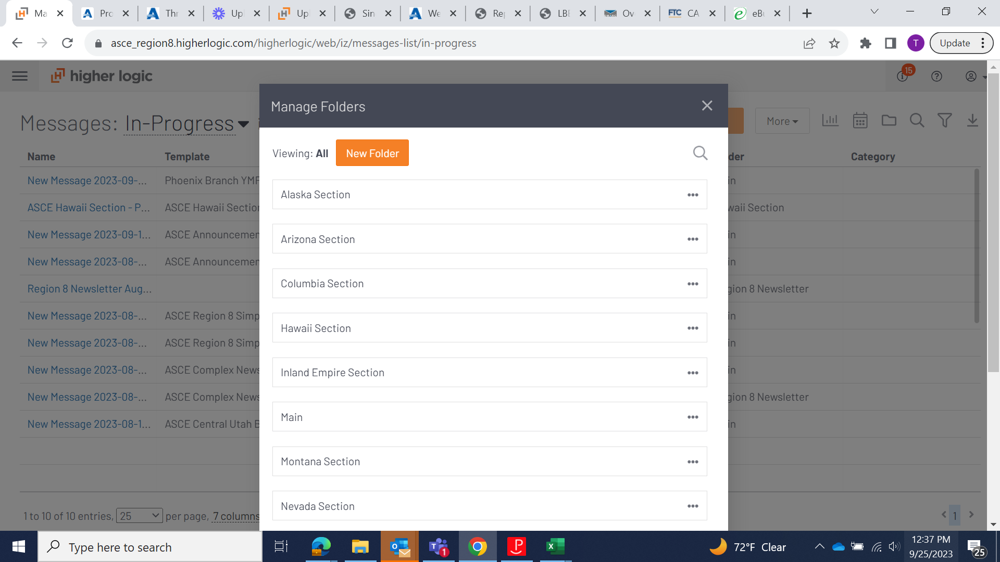 Ma
Pro
Thr
Up
Up
Sin
We
Re
LBE
Ov
FTC CA
eBu
asce_region8.higherlogic.com/higherlogic/web/iz/messages-list/in-progress
T
Update
higher logic
15
Manage Folders
Messages: In-Progress
More
Viewing: All
New Folder
Name
Template
der
Category
New Message 2023-09-...
Phoenix Branch YMF
in
ASCE Hawaii Section - P...
ASCE Hawaii Section
waii Section
New Message 2023-09-1...
ASCE Announcemen
in
New Message 2023-08-...
ASCE Announcemen
in
Region 8 Newsletter Aug...
gion 8 Newsletter
New Message 2023-08-...
ASCE Region 8 Simp
in
New Message 2023-08-...
ASCE Region 8 Simp
in
New Message 2023-08-...
ASCE Complex News
in
New Message 2023-08-...
ASCE Complex News
gion 8 Newsletter
New Message 2023-08-1...
ASCE Central Utah B
in
Alaska Section
Arizona Section
Columbia Section
Hawaii Section
Inland Empire Section
Main
Montana Section
Nevada Section
1 to 10 of 10 entries, 25 per page, 7 columns
1
Type here to search
1
72°F Clear
12:37 PM
9/25/2023
25